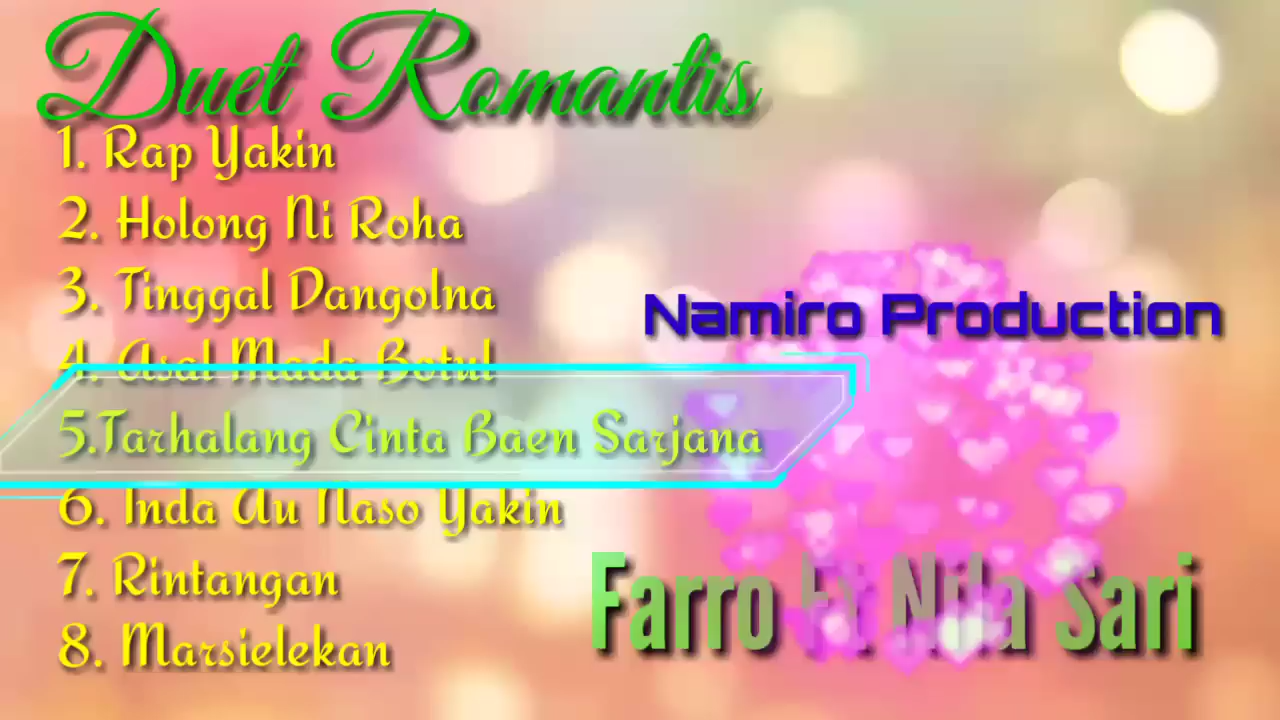 Duet Romantis
1. Rap Yakin
2. Holong Ni Roha
3. Tinggal Dangolna
4. Asal Mada Botul
5.Tarhalang Cinta Baen Sarjana
6. Inda Au Naso Yakin
7. Rintangan
8. Marsielekan
Namiro Production
Farro Ft Nila Sari